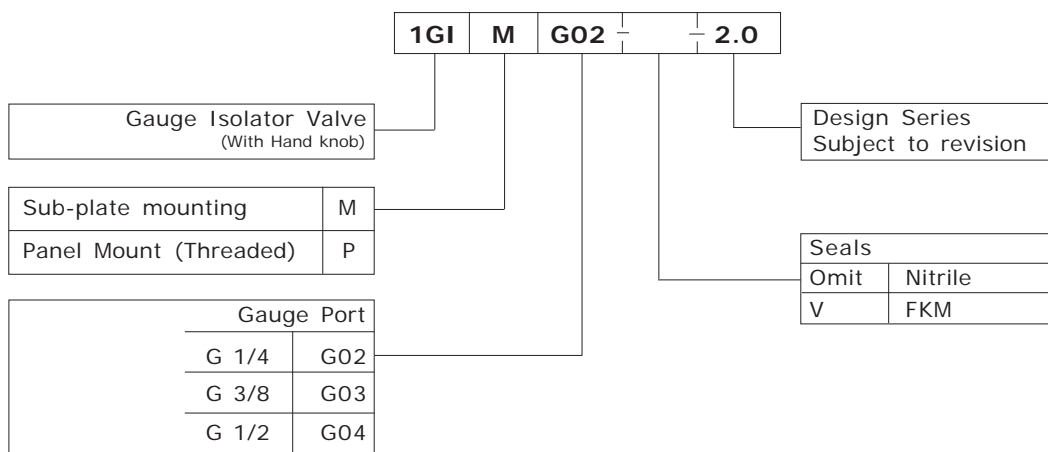 1GI M G02 - - 2.0
Gauge Isolator Valve
(With Hand knob)
Design Series
Subject to revision
Sub-plate mounting M
Panel Mount (Threaded) P
Seals
Omit Nitrile
V FKM
Gauge Port
G 1/4 G02
G 3/8 G03
G 1/2 G04